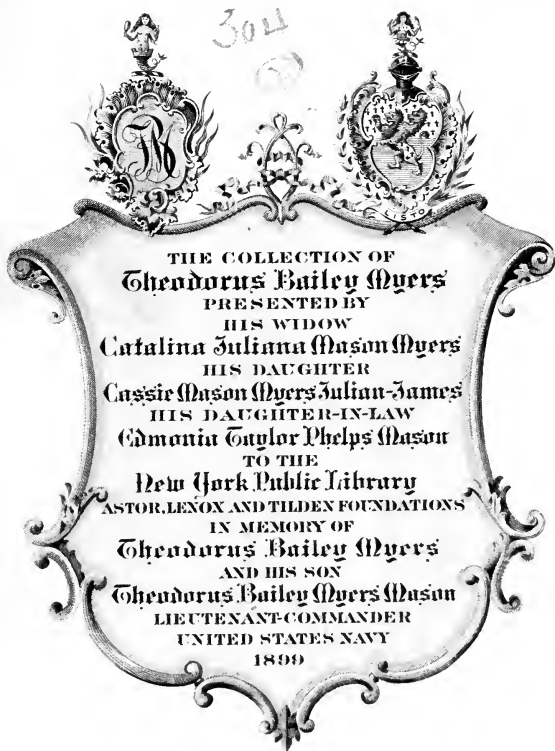 304
TBM
LISTO
THE COLLECTION OF
Theodorus Bailey Myers
PRESENTED BY
HIS WIDOW
Catalina Juliana Mason Myers
HIS DAUGHTER
Cassie Mason Myers Julian-James
HIS DAUGHTER-IN-LAW
Edmonia Taylor Phelps Mason
TO THE
New York Public Library
ASTOR, LENOX AND TILDEN FOUNDATIONS
IN MEMORY OF
Theodorus Bailey Myers
AND HIS SON
Theodorus Bailey Myers Mason
LIEUTENANT-COMMANDER
UNITED STATES NAVY
1899